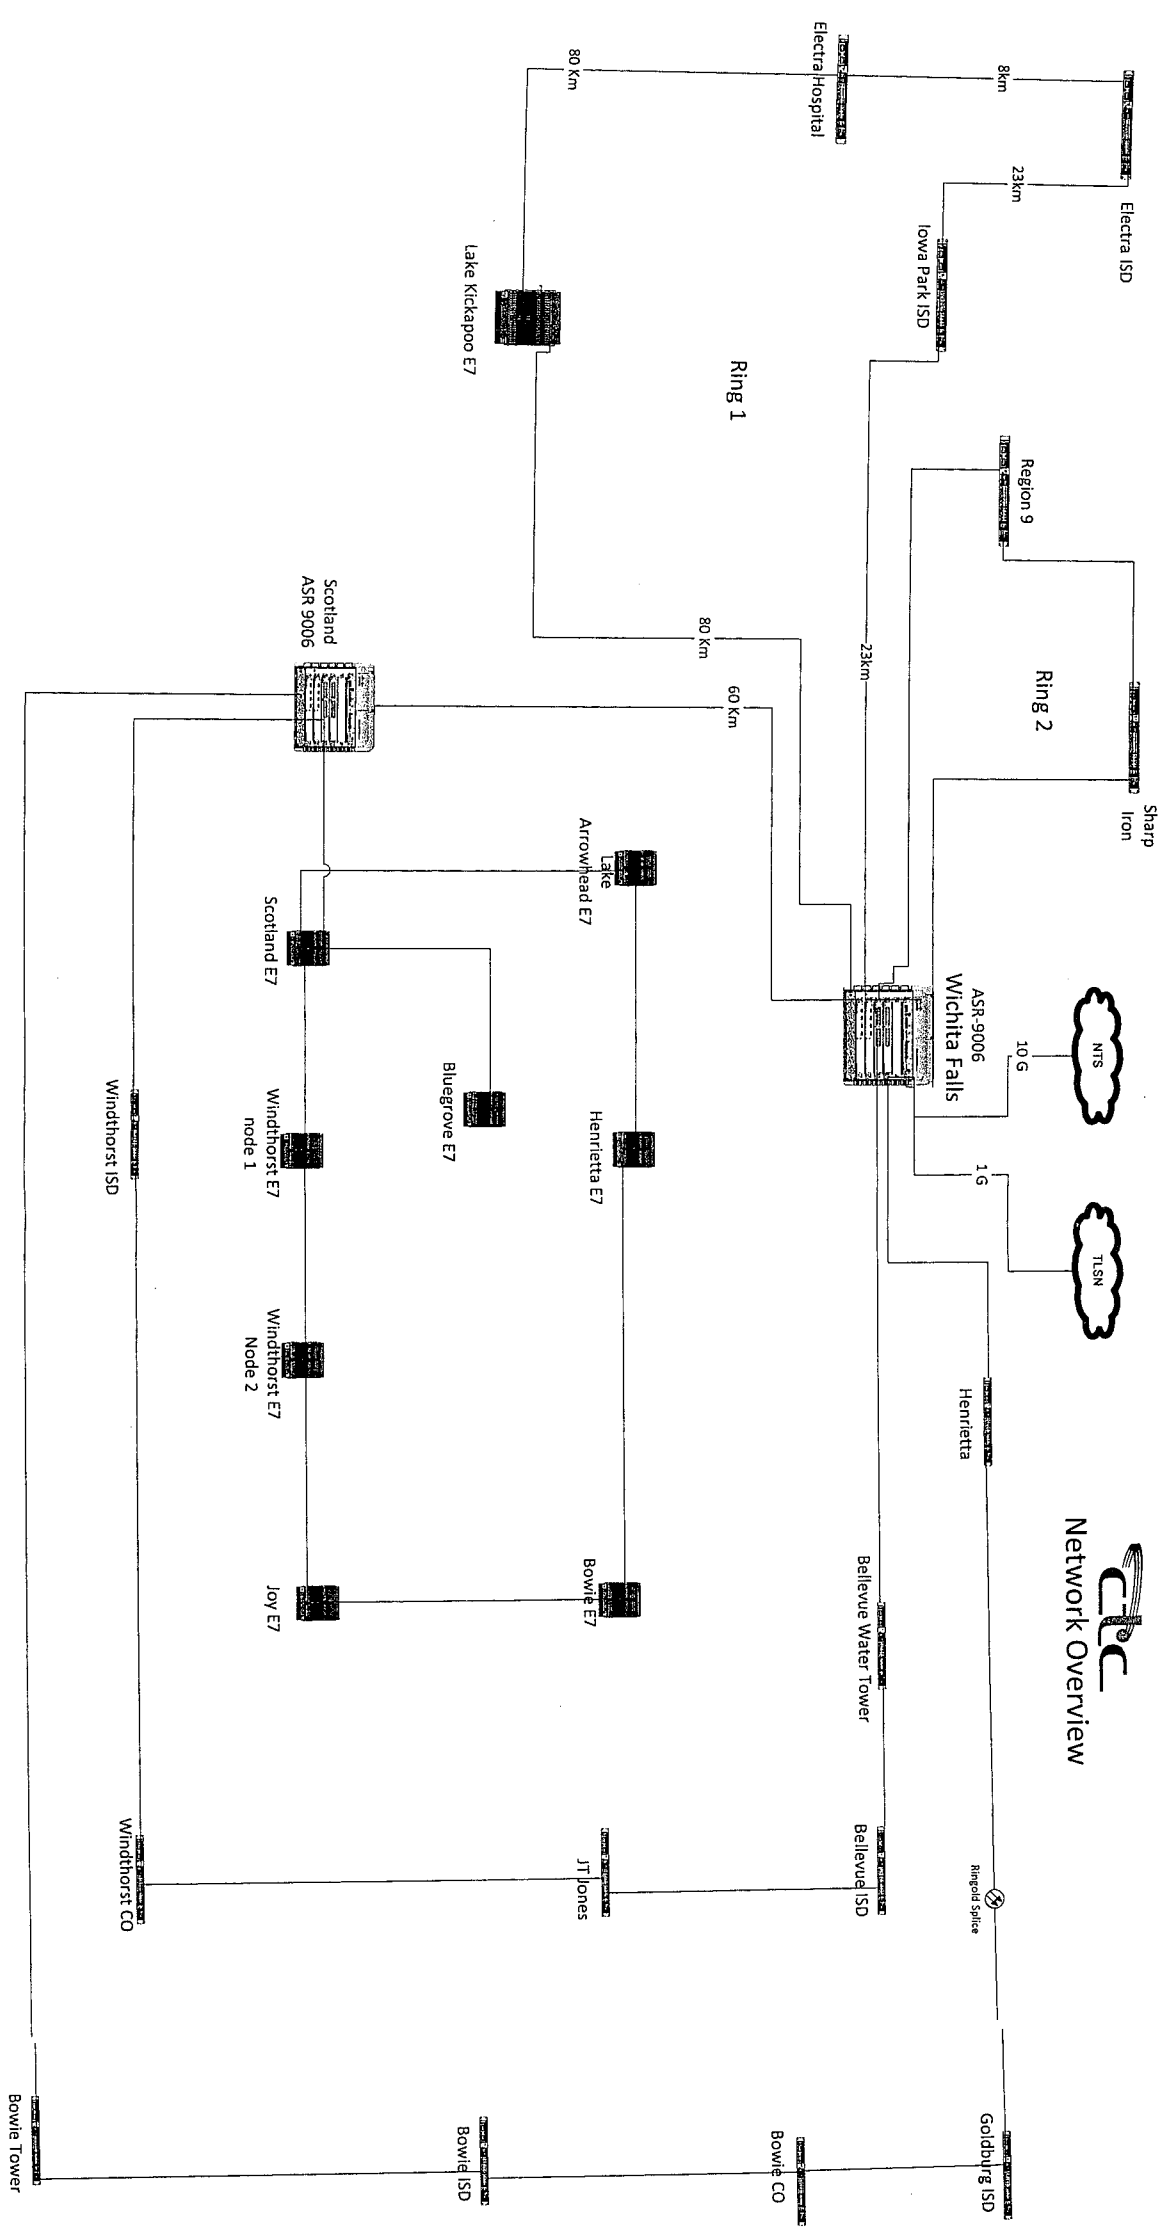 ctc
Network Overview
NTS
TLSN
10 G
1 G
ASR-9006
Wichita Falls
Sharp
Iron
Ring 2
Region 9
Electra ISD
8km
23km
Iowa Park ISD
Electra Hospital
80 Km
Ring 1
Lake Kickapoo E7
23km
80 Km
60 Km
Henrietta
Ringold Splice
Goldburg ISD
Bellevue Water Tower
Bellevue ISD
Bowie CO
Lake
Arrowhead E7
Henrietta E7
Bowie E7
JT Jones
Bluegrove E7
Bowie ISD
Scotland
ASR 9006
Scotland E7
Windthorst E7
node 1
Windthorst E7
Node 2
Joy E7
Windthorst ISD
Windthorst CO
Bowie Tower